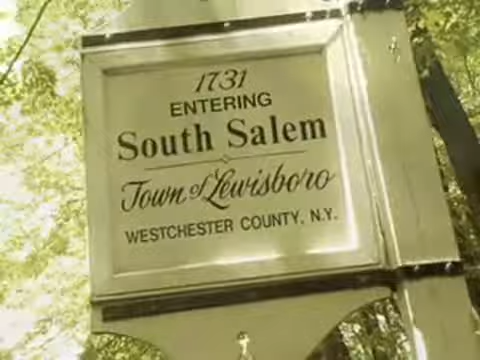 1731
ENTERING
South Salem
Town of Lewisboro
WESTCHESTER COUNTY, N.Y.